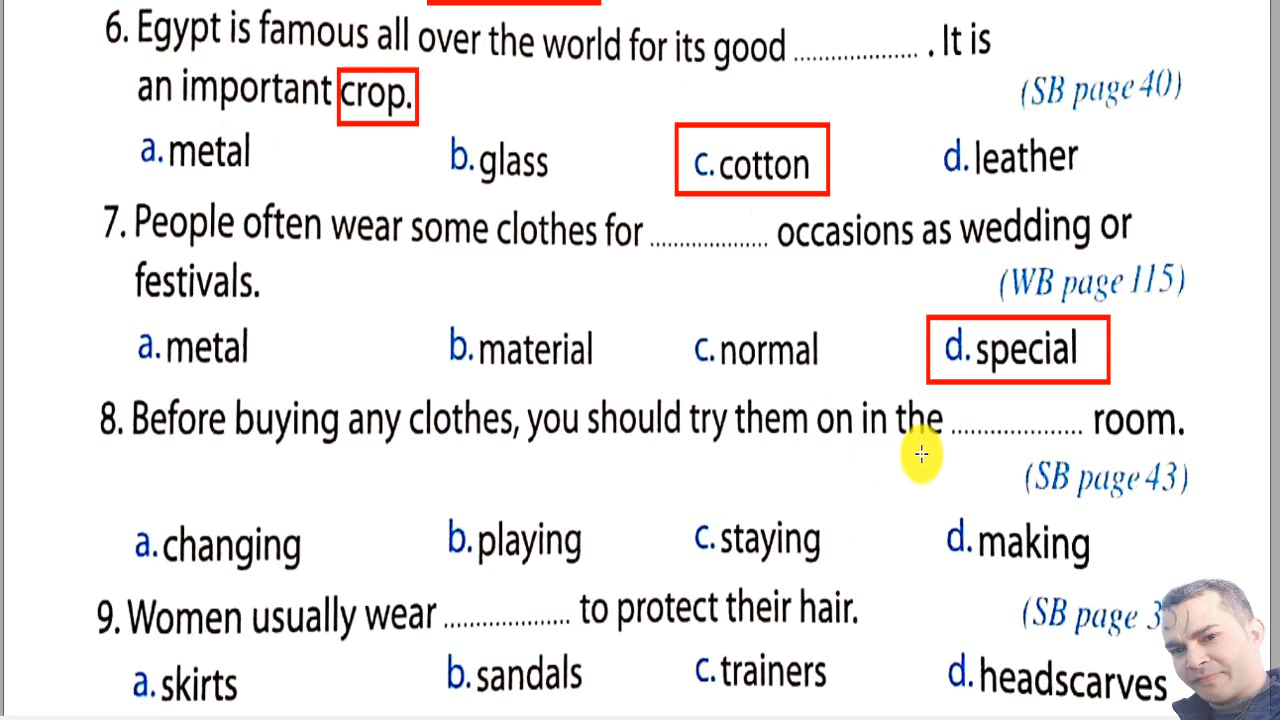 6. Egypt is famous all over the world for its good .................... . It is
an important crop.
(SB page 40)
a. metal b. glass c. cotton d. leather
7. People often wear some clothes for .................... occasions as wedding or
festivals.
(WB page 115)
a. metal b. material c. normal d. special
8. Before buying any clothes, you should try them on in the .................... room.
(SB page 43)
a. changing b. playing c. staying d. making
9. Women usually wear .................... to protect their hair.
(SB page 3
a. skirts b. sandals c. trainers d. headscarves